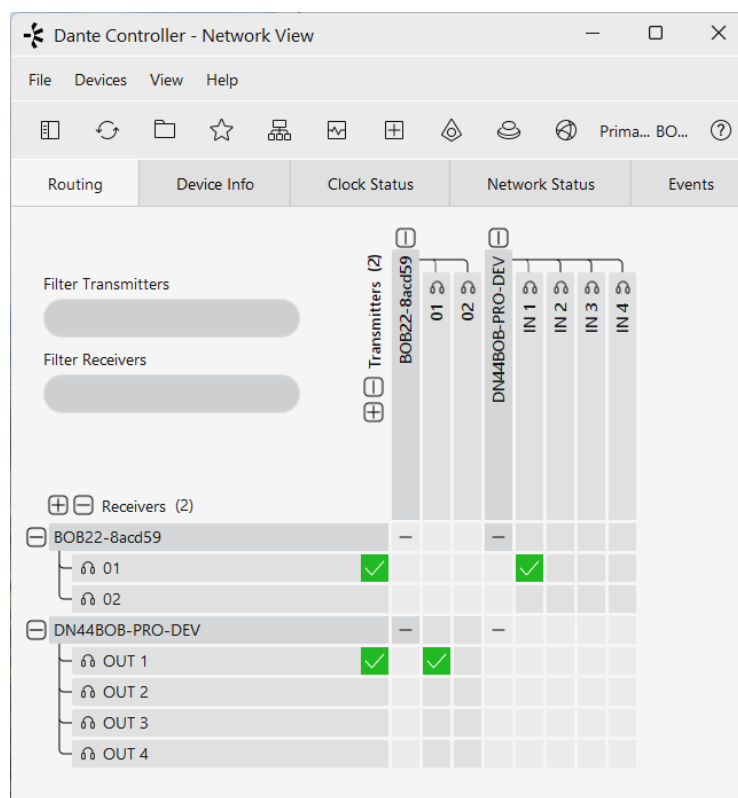 Dante Controller - Network View
File Devices View Help
Prima... BO...
Routing Device Info Clock Status Network Status Events
Filter Transmitters
Filter Receivers
Transmitters (2)
BOB22-8acd59
01
02
DN44BOB-PRO-DEV
IN 1
IN 2
IN 3
IN 4
Receivers (2)
BOB22-8acd59
01
02
DN44BOB-PRO-DEV
OUT 1
OUT 2
OUT 3
OUT 4